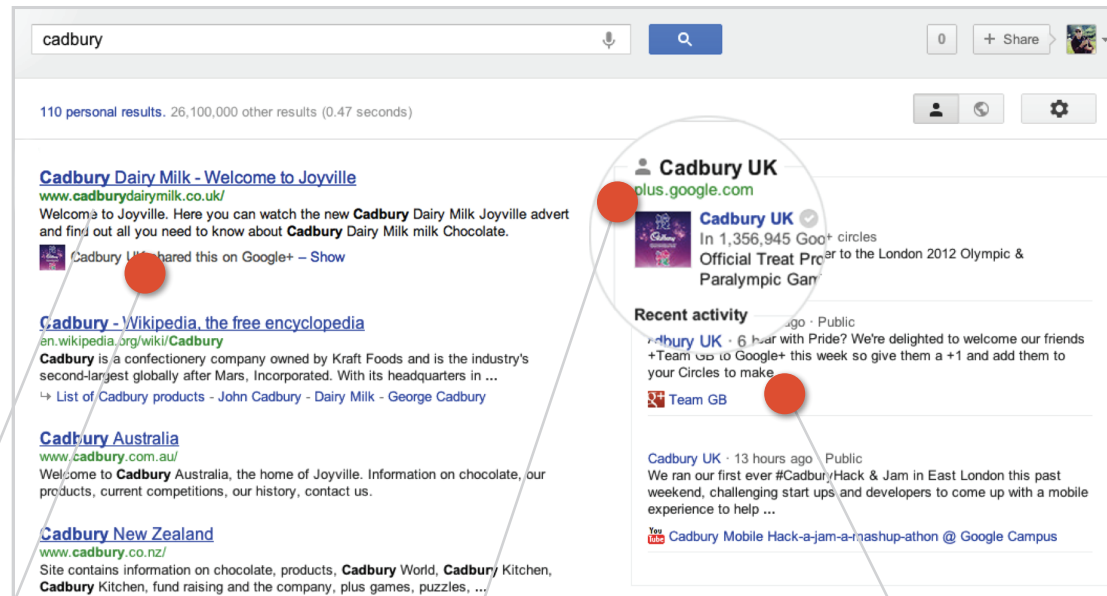 cadbury
0
+ Share
110 personal results. 26,100,000 other results (0.47 seconds)
Cadbury Dairy Milk - Welcome to Joyville
www.cadburydairymilk.co.uk/
Welcome to Joyville. Here you can watch the new Cadbury Dairy Milk Joyville advert
and find out all you need to know about Cadbury Dairy Milk milk Chocolate.
Cadbury UK shared this on Google+ – Show
Cadbury - Wikipedia, the free encyclopedia
en.wikipedia.org/wiki/Cadbury
Cadbury is a confectionery company owned by Kraft Foods and is the industry's
second-largest globally after Mars, Incorporated. With its headquarters in ...
↪ List of Cadbury products - John Cadbury - Dairy Milk - George Cadbury
Cadbury Australia
www.cadbury.com.au/
Welcome to Cadbury Australia, the home of Joyville. Information on chocolate, our
products, current competitions, our history, contact us.
Cadbury New Zealand
www.cadbury.co.nz/
Site contains information on chocolate, products, Cadbury World, Cadbury Kitchen,
Cadbury Kitchen, fund raising and the company, plus games, puzzles, ...
Cadbury UK
plus.google.com
Cadbury UK
In 1,356,945 Goo+ circles
Official Treat Pro er to the London 2012 Olympic &
Paralympic Gam
Recent activity
dbury UK · 6 ago · Public
with Pride? We're delighted to welcome our friends
+Team GB to Google+ this week so give them a +1 and add them to
your Circles to make
Team GB
Cadbury UK · 13 hours ago Public
We ran our first ever #CadburyHack & Jam in East London this past
weekend, challenging start ups and developers to come up with a mobile
experience to help ...
You Tube Cadbury Mobile Hack-a-jam-a-mashup-athon @ Google Campus